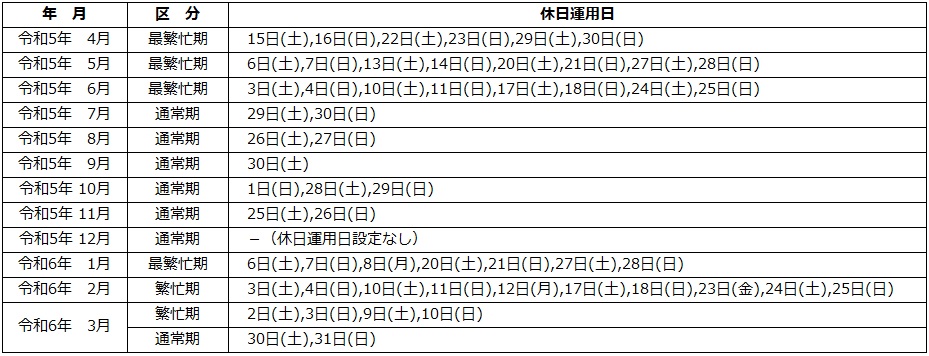 年　月 区　分 休日運用日
令和5年　4月 最繁忙期 15日(土),16日(日),22日(土),23日(日),29日(土),30日(日)
令和5年　5月 最繁忙期 6日(土),7日(日),13日(土),14日(日),20日(土),21日(日),27日(土),28日(日)
令和5年　6月 最繁忙期 3日(土),4日(日),10日(土),11日(日),17日(土),18日(日),24日(土),25日(日)
令和5年　7月 通常期 29日(土),30日(日)
令和5年　8月 通常期 26日(土),27日(日)
令和5年　9月 通常期 30日(土)
令和5年 10月 通常期 1日(日),28日(土),29日(日)
令和5年 11月 通常期 25日(土),26日(日)
令和5年 12月 通常期 －（休日運用日設定なし）
令和6年　1月 最繁忙期 6日(土),7日(日),8日(月),20日(土),21日(日),27日(土),28日(日)
令和6年　2月 繁忙期 3日(土),4日(日),10日(土),11日(日),12日(月),17日(土),18日(日),23日(金),24日(土),25日(日)
令和6年　3月 繁忙期 2日(土),3日(日),9日(土),10日(日)
通常期 30日(土),31日(日)